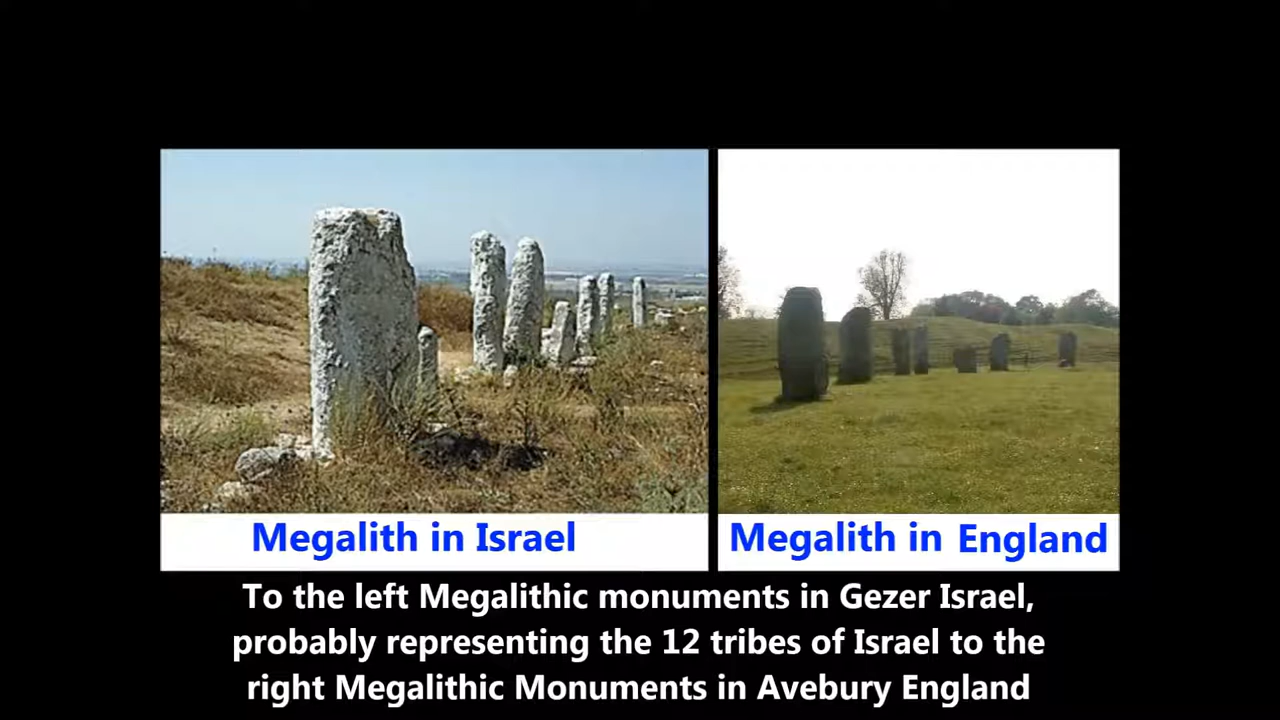 Megalith in Israel
Megalith in England
To the left Megalithic monuments in Gezer Israel,
probably representing the 12 tribes of Israel to the
right Megalithic Monuments in Avebury England